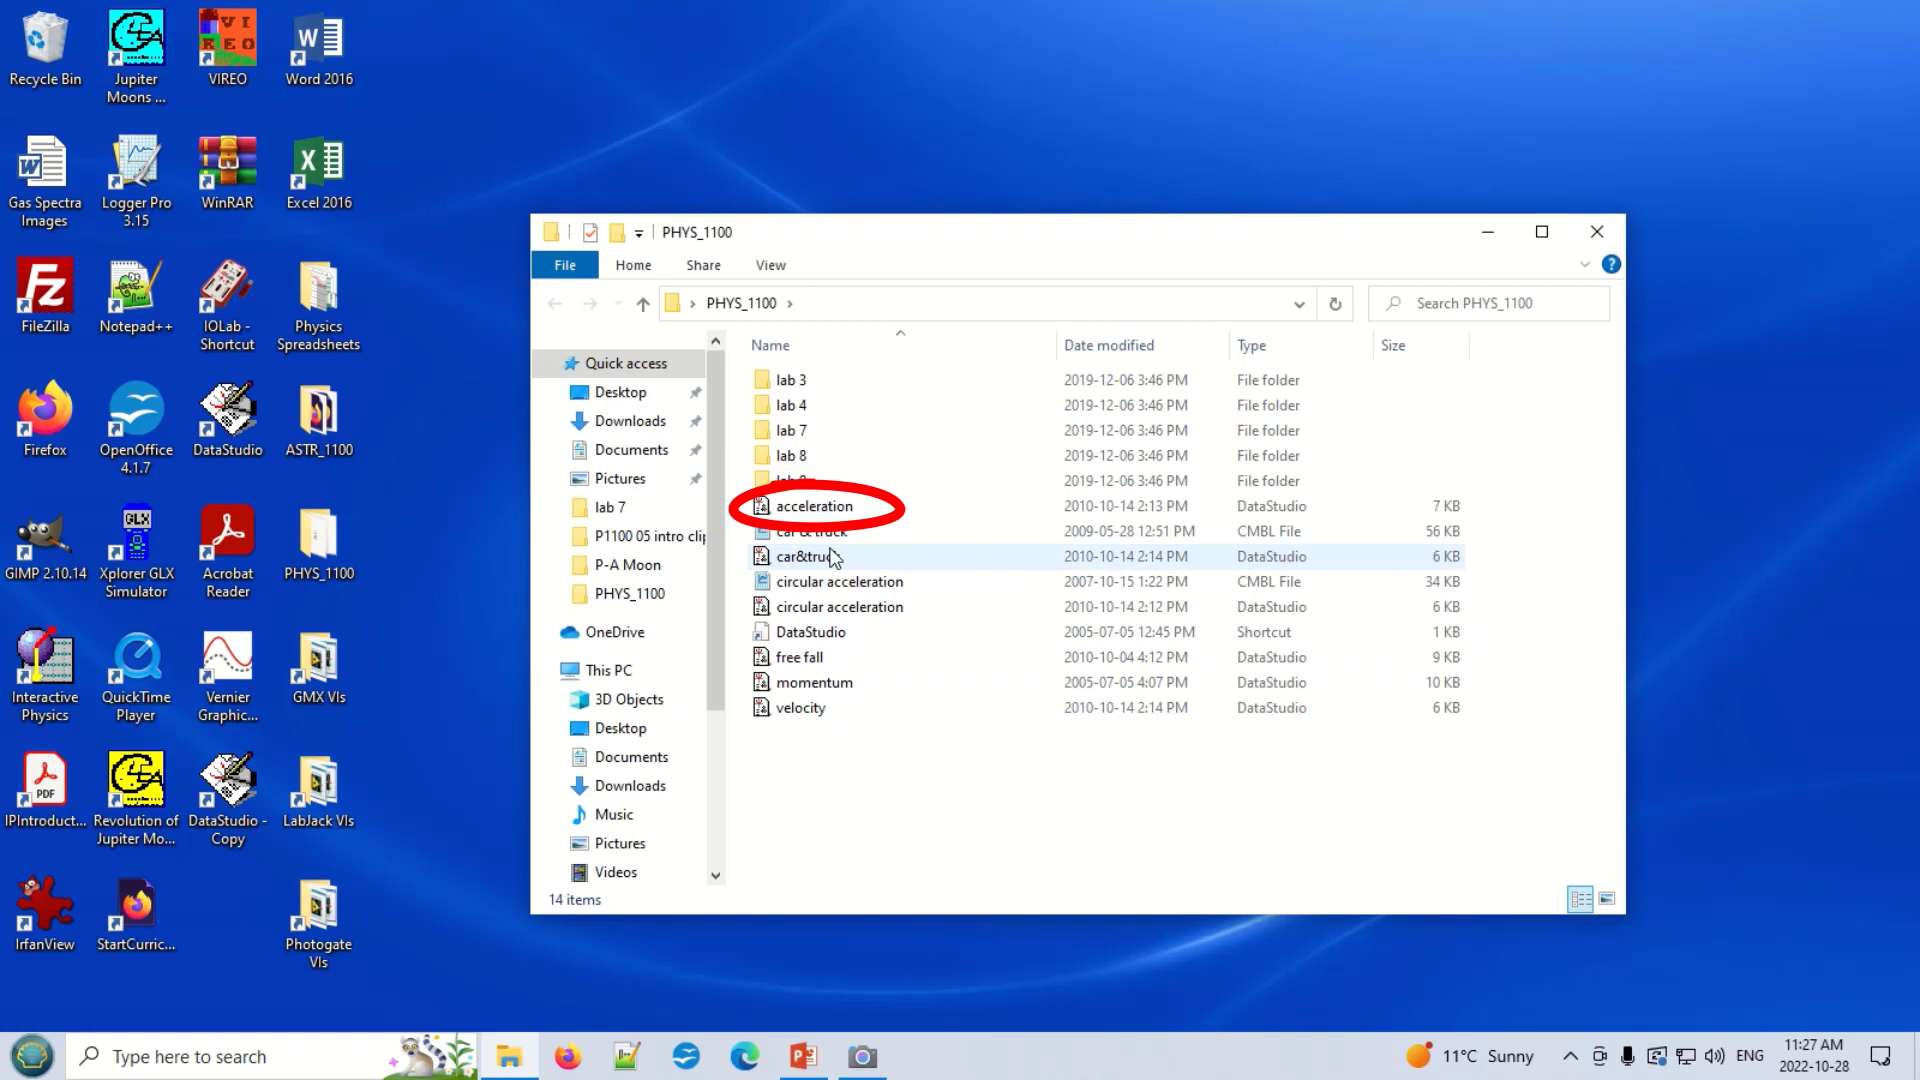 Recycle Bin
Jupiter
Moons ...
VIREO
Word 2016
Gas Spectra
Images
Logger Pro
3.15
WinRAR
Excel 2016
FileZilla
Notepad++
IOLab -
Shortcut
Physics
Spreadsheets
Firefox
OpenOffice
4.1.7
DataStudio
ASTR_1100
GIMP 2.10.14
Xplorer GLX
Simulator
Acrobat
Reader
PHYS_1100
Interactive
Physics
QuickTime
Player
Vernier
Graphic...
GMX VIs
IPIntroduct...
Revolution of
Jupiter Mo...
DataStudio -
Copy
LabJack VIs
IrfanView
StartCurric...
Photogate
VIs
PHYS_1100
File Home Share View
PHYS_1100
Search PHYS_1100
Quick access
Desktop
Downloads
Documents
Pictures
lab 7
P1100 05 intro clip
P-A Moon
PHYS_1100
OneDrive
This PC
3D Objects
Desktop
Documents
Downloads
Music
Pictures
Videos
Name Date modified Type Size
lab 3 2019-12-06 3:46 PM File folder
lab 4 2019-12-06 3:46 PM File folder
lab 7 2019-12-06 3:46 PM File folder
lab 8 2019-12-06 3:46 PM File folder
2019-12-06 3:46 PM File folder
acceleration 2010-10-14 2:13 PM DataStudio 7 KB
car & truck 2009-05-28 12:51 PM CMBL File 56 KB
car&truc 2010-10-14 2:14 PM DataStudio 6 KB
circular acceleration 2007-10-15 1:22 PM CMBL File 34 KB
circular acceleration 2010-10-14 2:12 PM DataStudio 6 KB
DataStudio 2005-07-05 12:45 PM Shortcut 1 KB
free fall 2010-10-04 4:12 PM DataStudio 9 KB
momentum 2005-07-05 4:07 PM DataStudio 10 KB
velocity 2010-10-14 2:14 PM DataStudio 6 KB
14 items
Type here to search
11°C Sunny
ENG
11:27 AM
2022-10-28